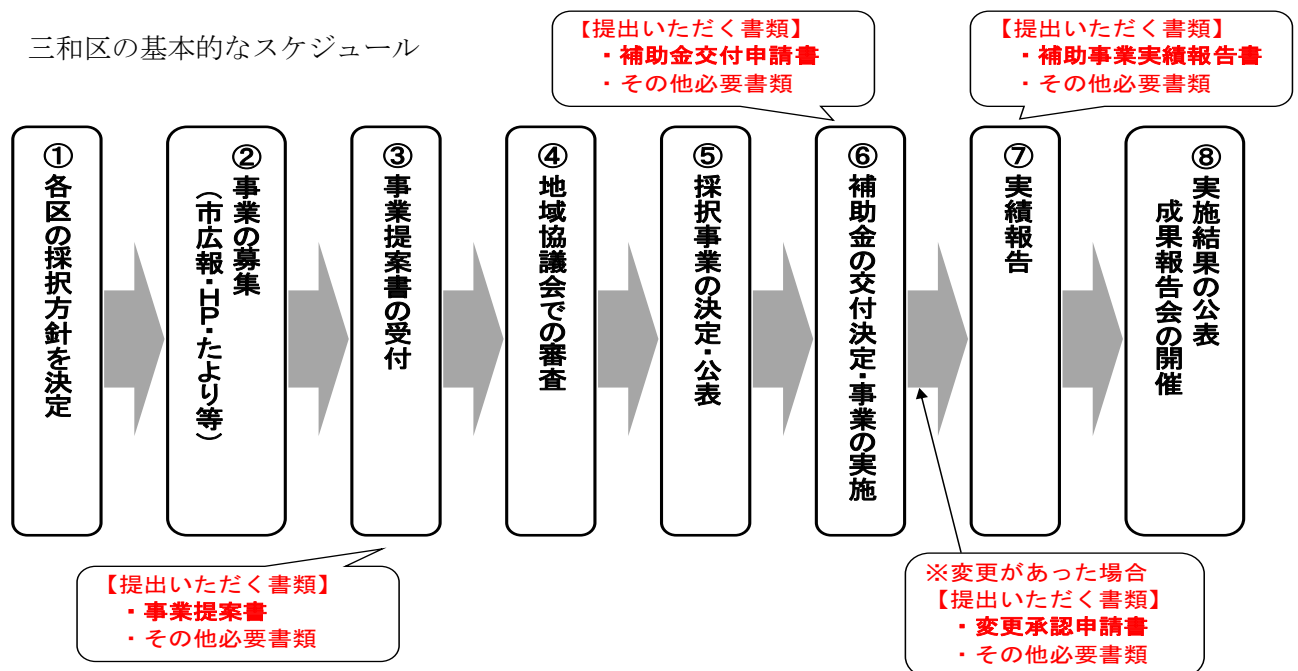 三和区の基本的なスケジュール
【提出いただく書類】
・補助金交付申請書
・その他必要書類
【提出いただく書類】
・補助事業実績報告書
・その他必要書類
①各区の採択方針を決定
②事業の募集
（市広報・HP・たより等）
③事業提案書の受付
④地域協議会での審査
⑤採択事業の決定・公表
⑥補助金の交付決定・事業の実施
⑦実績報告
⑧実施結果の公表
成果報告会の開催
【提出いただく書類】
・事業提案書
・その他必要書類
※変更があった場合
【提出いただく書類】
・変更承認申請書
・その他必要書類